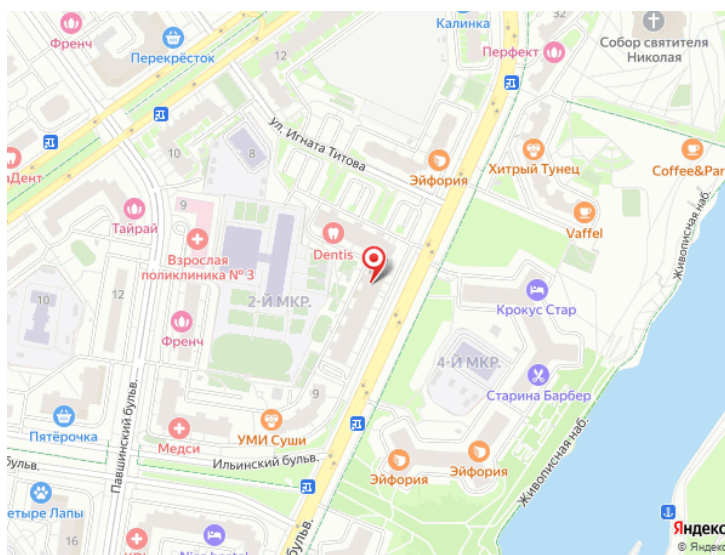 Френч
Перекрёсток
12
Калинка
Перфект
Собор святителя
Николая
10
8
ул. Игната Титова
аДент
Эйфория
Хитрый Тунец
Coffee&Par
9
Тайрай
Dentis
Vaffel
Живописная наб.
Взрослая
поликлиника № 3
10
12
2-Й МКР.
Крокус Стар
Френч
4-Й МКР.
9
Старина Барбер
Павшинский бульв.
Пятёрочка
Медси
УМИ Суши
Живописная наб.
бульв.
Ильинский бульв.
Эйфория
Эйфория
етыре Лапы
16
бульв.
Яндекс
© Яндекс